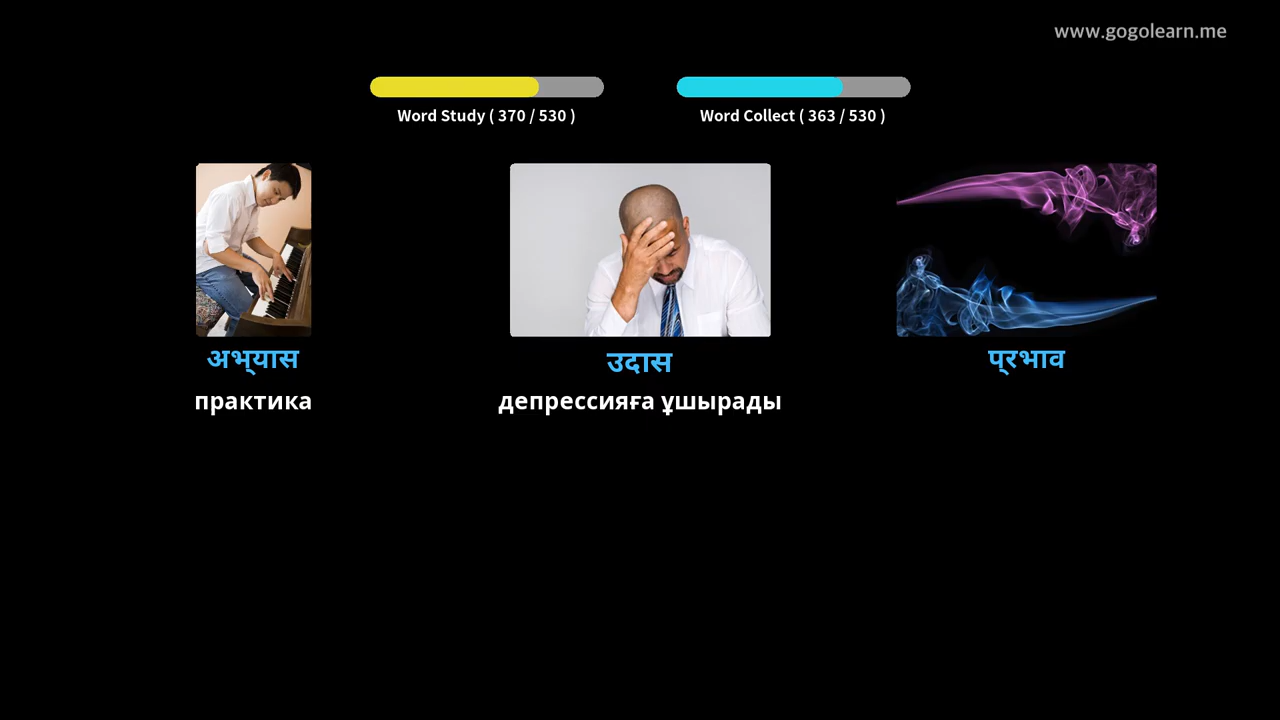 www.gogolearn.me
Word Study ( 370 / 530 )
Word Collect ( 363 / 530 )
अभ्यास
उदास
प्रभाव
практика
депрессияға ұшырады